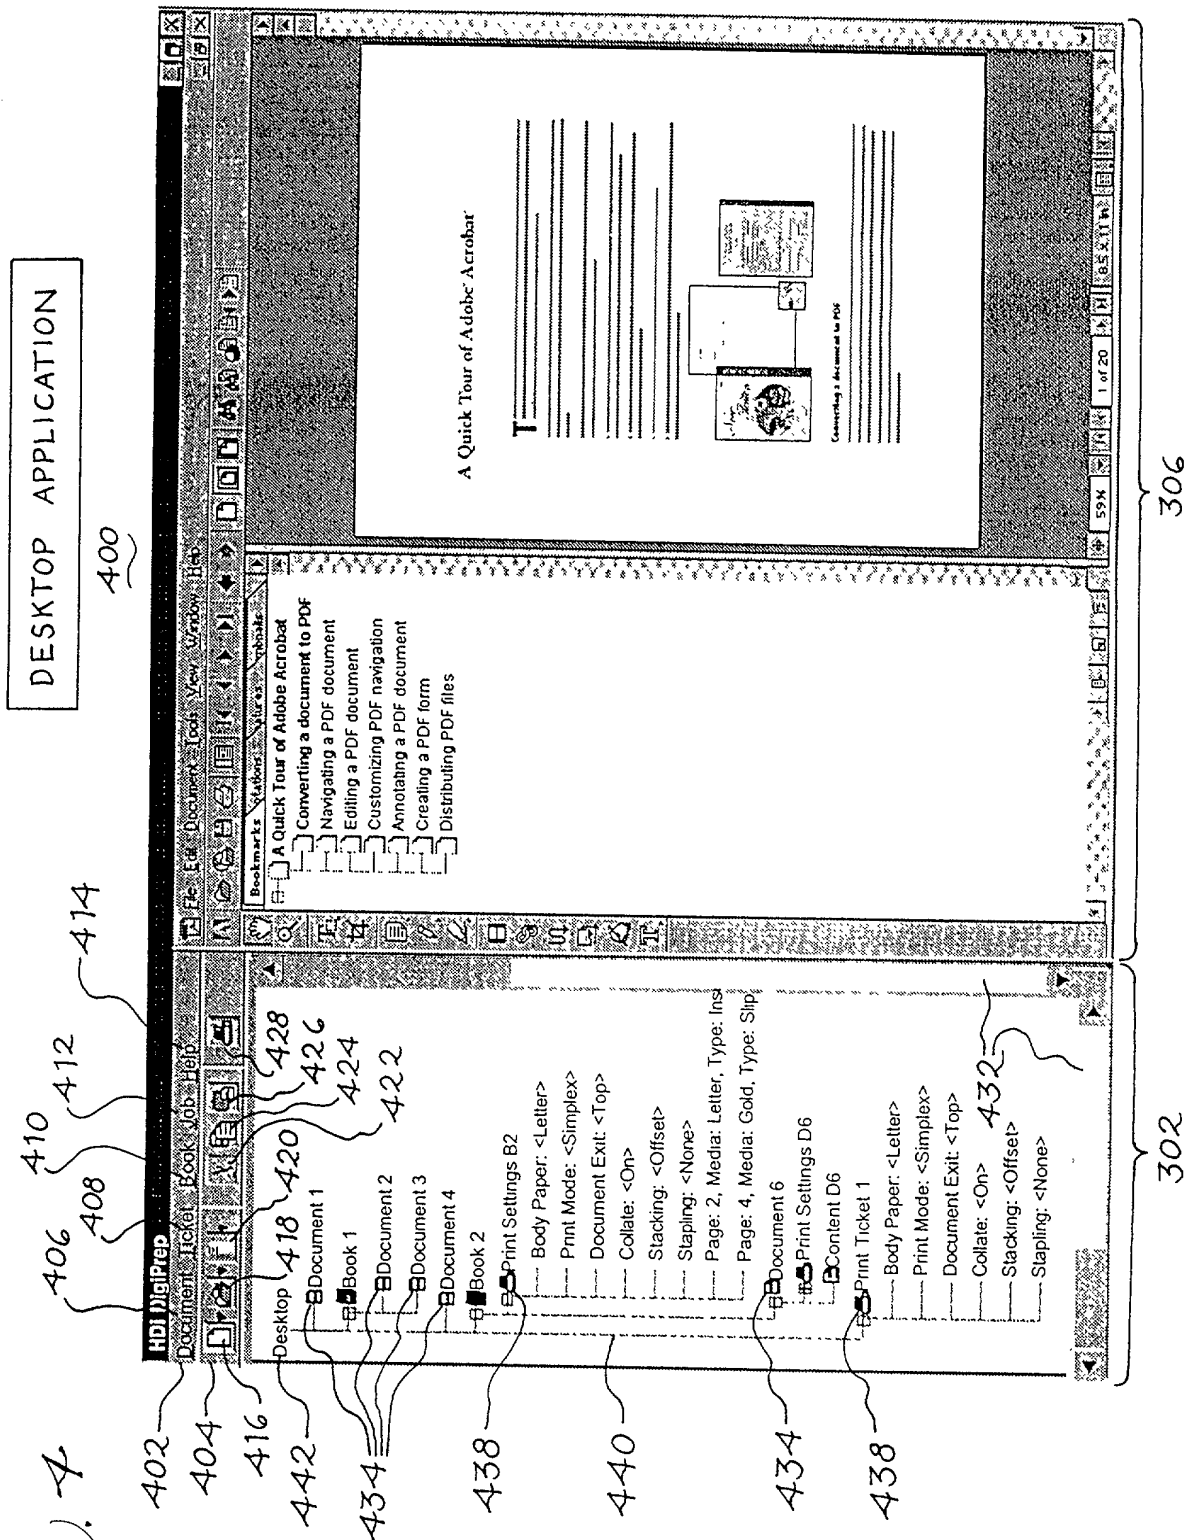 DESKTOP APPLICATION
400
406
408
410
412
414
HDI DigiPrep
402
Document Ticket Book Job Help
File Edit Document Tools View Window Help
404
416
418
420
422
424
426
428
442
Desktop
Document 1
Book 1
Document 2
Document 3
434
Document 4
Book 2
438
Print Settings B2
Body Paper: <Letter>
Print Mode: <Simplex>
Document Exit: <Top>
Collate: <On>
Stacking: <Offset>
Stapling: <None>
Page: 2, Media: Letter, Type: Ins
Page: 4, Media: Gold, Type: Slip
440
434
Document 6
Print Settings D6
Content D6
438
Print Ticket 1
Body Paper: <Letter>
Print Mode: <Simplex>
Document Exit: <Top>
Collate: <On>
Stacking: <Offset>
Stapling: <None>
432
302
Bookmarks
A Quick Tour of Adobe Acrobat
Converting a document to PDF
Navigating a PDF document
Editing a PDF document
Customizing PDF navigation
Annotating a PDF document
Creating a PDF form
Distributing PDF files
A Quick Tour of Adobe Acrobat
T
Converting a document to PDF
59%
1 of 20
8.5 x 11 in
306
. 4